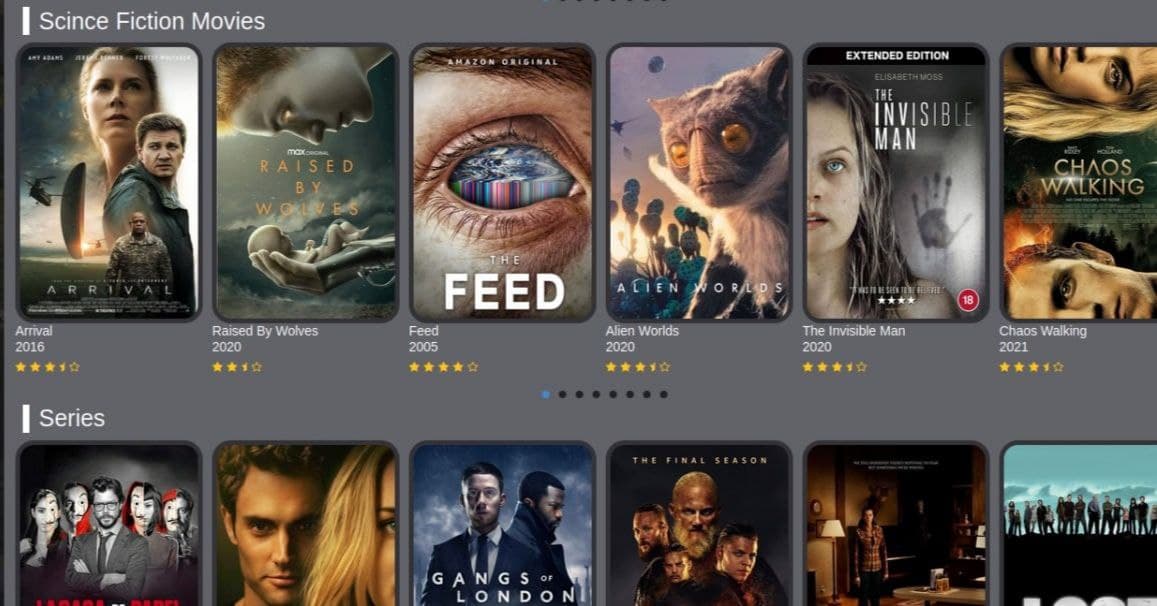 Scince Fiction Movies
AMY ADAMS JEREMY RENNER FOREST WHITAKER
ARRIVAL
max ORIGINAL
RAISED
BY
WOLVES
AMAZON ORIGINAL
THE
FEED
ALIEN WORLDS
EXTENDED EDITION
ELISABETH MOSS
THE
INVISIBLE
MAN
★★★★
18
DAISY RIDLEY TOM HOLLAND
CHAOS
WALKING
Arrival
2016
Raised By Wolves
2020
Feed
2005
Alien Worlds
2020
The Invisible Man
2020
Chaos Walking
2021
Series
GANGS OF
LONDON
THE FINAL SEASON